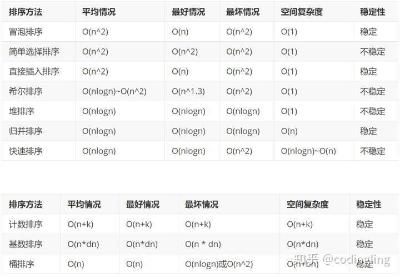 排序方法 平均情况 最好情况 最坏情况 空间复杂度 稳定性
冒泡排序 O(n^2) O(n) O(n^2) O(1) 稳定
简单选择排序 O(n^2) O(n^2) O(n^2) O(1) 不稳定
直接插入排序 O(n^2) O(n) O(n^2) O(1) 稳定
希尔排序 O(nlogn)~O(n^2) O(n^1.3) O(n^2) O(1) 不稳定
堆排序 O(nlogn) O(nlogn) O(nlogn) O(1) 不稳定
归并排序 O(nlogn) O(nlogn) O(nlogn) O(n) 稳定
快速排序 O(nlogn) O(nlogn) O(n^2) O(nlogn)~O(n) 不稳定
排序方法 平均情况 最好情况 最坏情况 空间复杂度 稳定性
计数排序 O(n+k) O(n+k) O(n+k) O(n+k) 稳定
基数排序 O(n*dn) O(n*dn) O(n * dn) O(n*dn) 稳定
桶排序 O(n) O(n) O(nlogn)或O(n^2) 稳定
知乎 @codingling